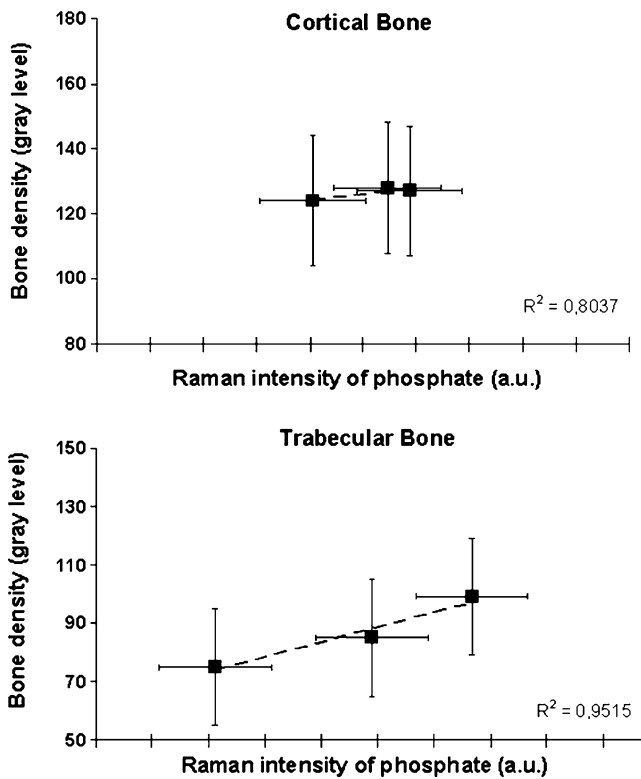 Cortical Bone
Bone density (gray level)
180
160
140
120
100
80
R² = 0,8037
Raman intensity of phosphate (a.u.)
Trabecular Bone
Bone density (gray level)
150
130
110
90
70
50
R² = 0,9515
Raman intensity of phosphate (a.u.)